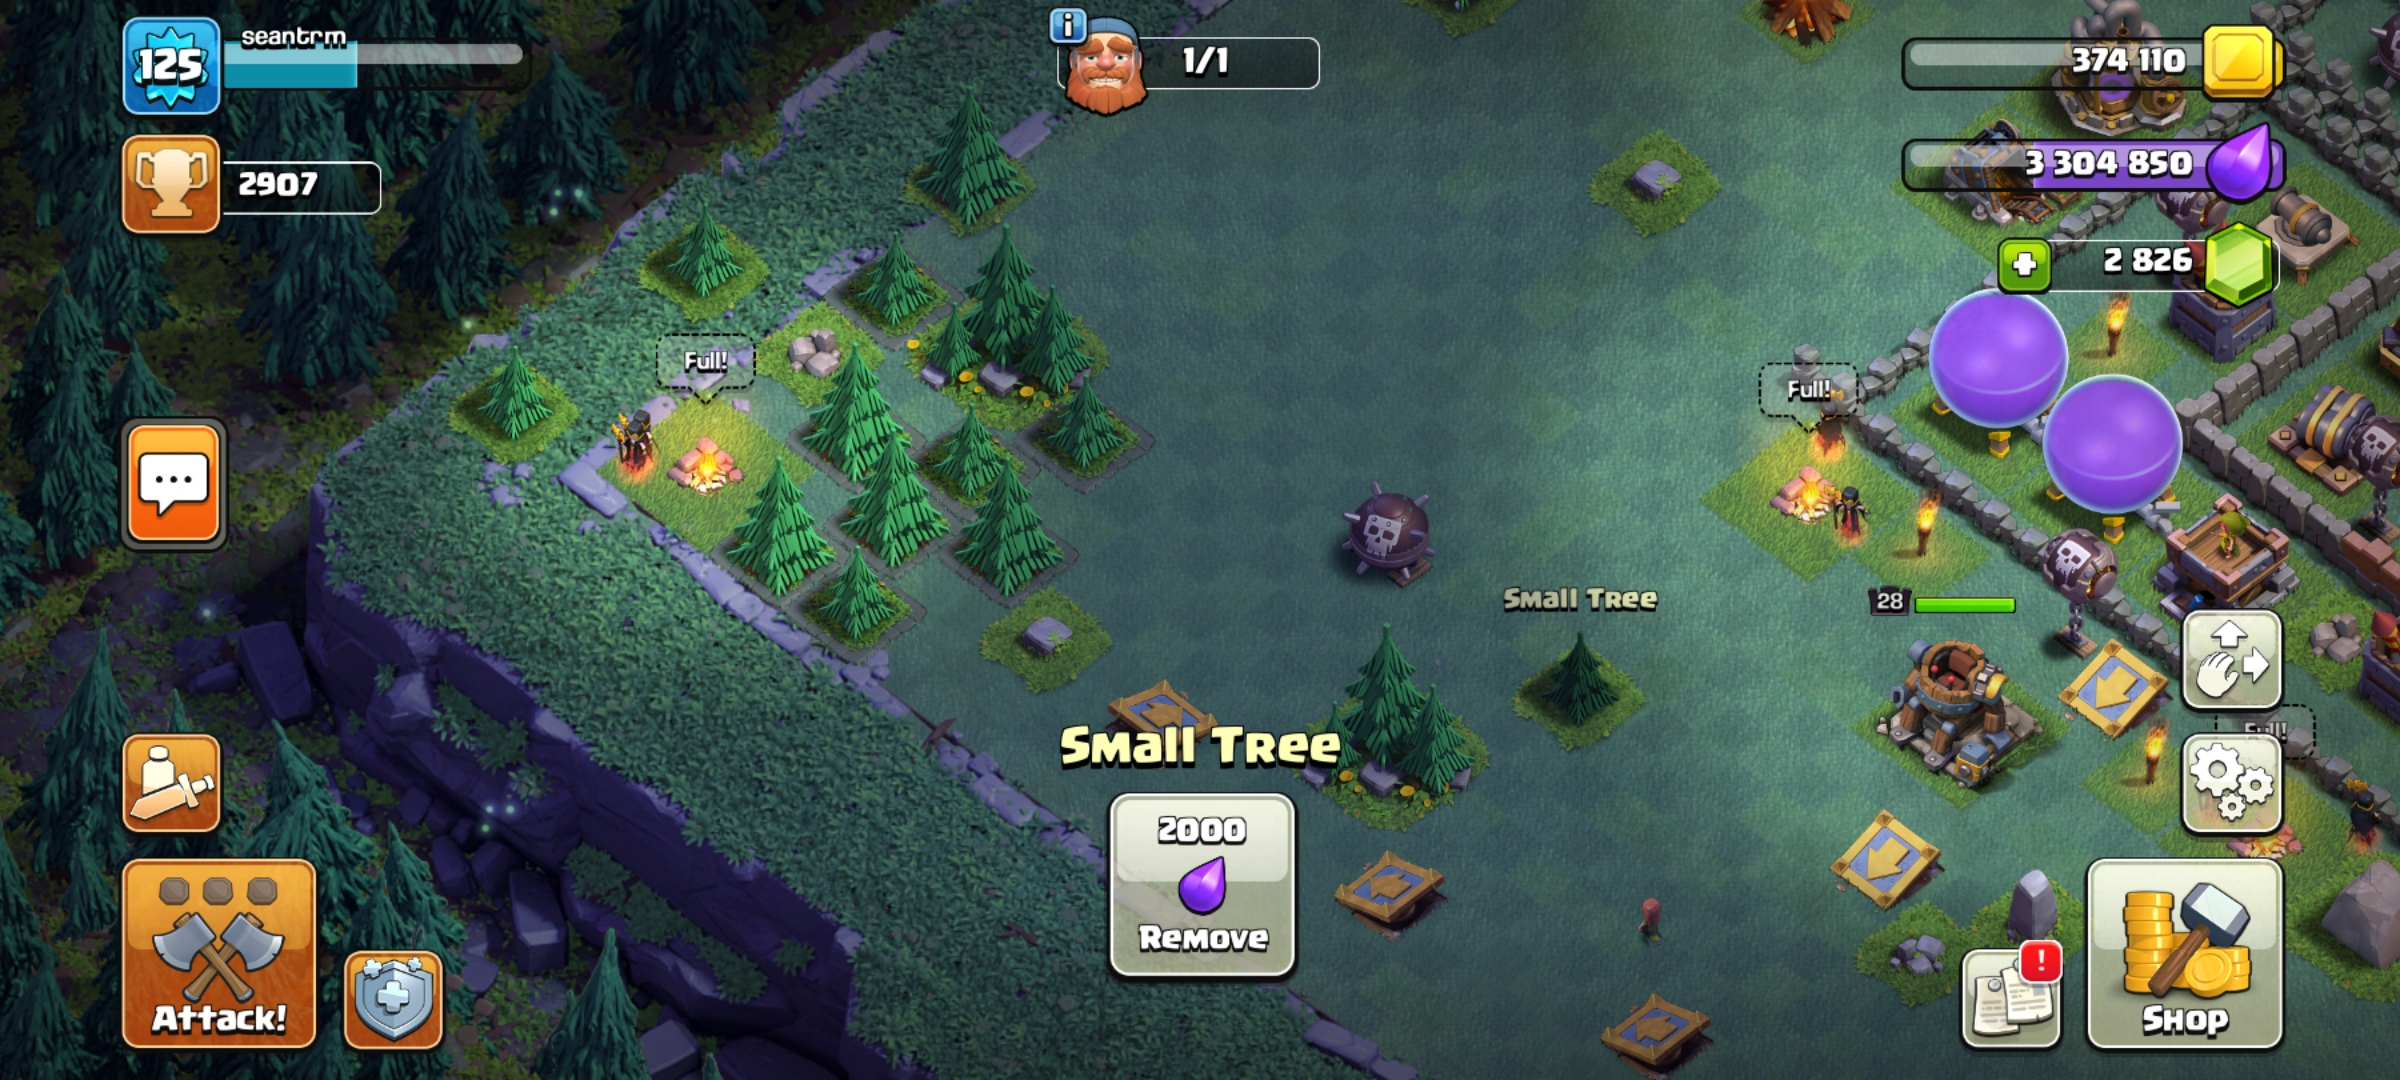 125
seantrm
i
1/1
374 110
2907
3 304 850
2 826
Full!
Full!
Small Tree
28
Full!
Small Tree
2000
Remove
!
Attack!
Shop